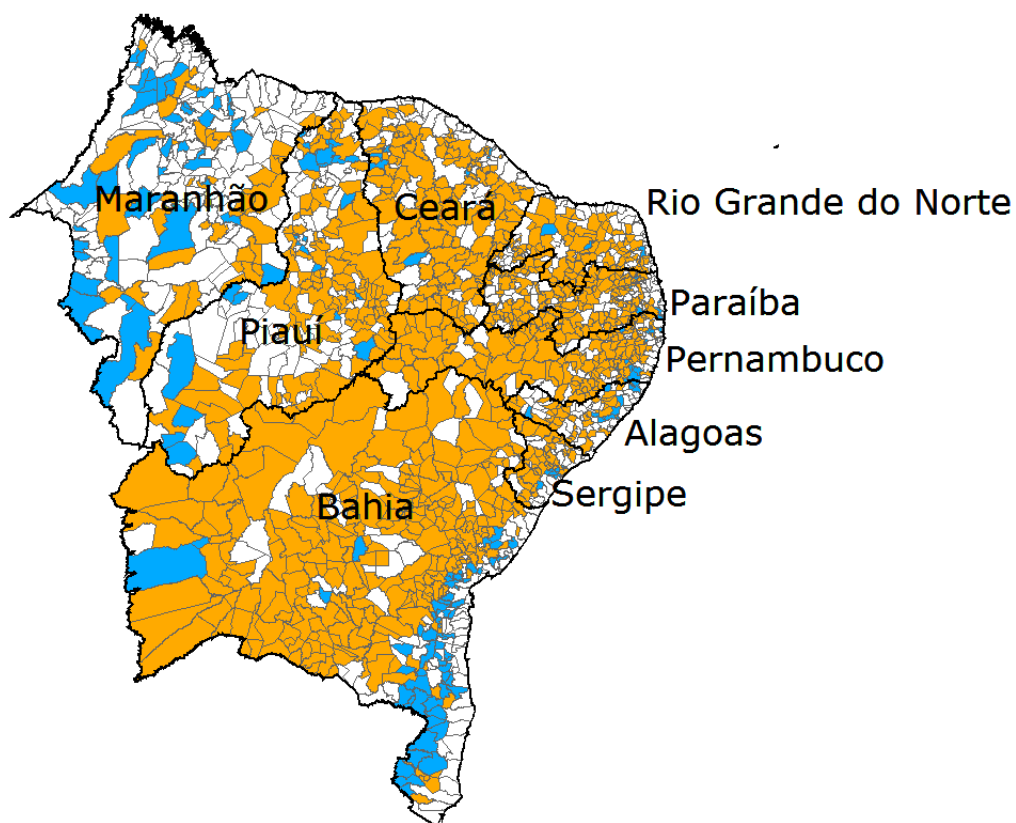 Maranhão
Ceará
Rio Grande do Norte
Paraíba
Piauí
Pernambuco
Alagoas
Sergipe
Bahia